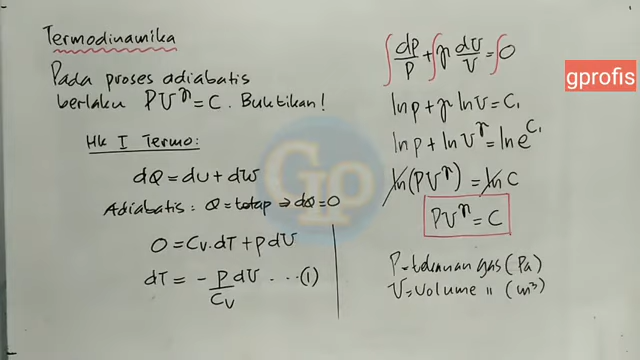 Termodinamika
Pada proses adiabatis
berlaku PV^γ = C. Buktikan!
Hk I Termo:
dQ = dU + dW
Adiabatis: Q = tetap ⇒ dQ = 0
0 = Cv.dT + p dV
dT = - p/Cv dV ...(1)
∫ dp/p + ∫ γ dV/V = ∫ 0
ln p + γ ln V = C₁
ln p + ln V^γ = ln e^C₁
ln (PV^γ) = ln C
PV^γ = C
P = tekanan gas (Pa)
V = volume " (m³)
gprofis
Gp